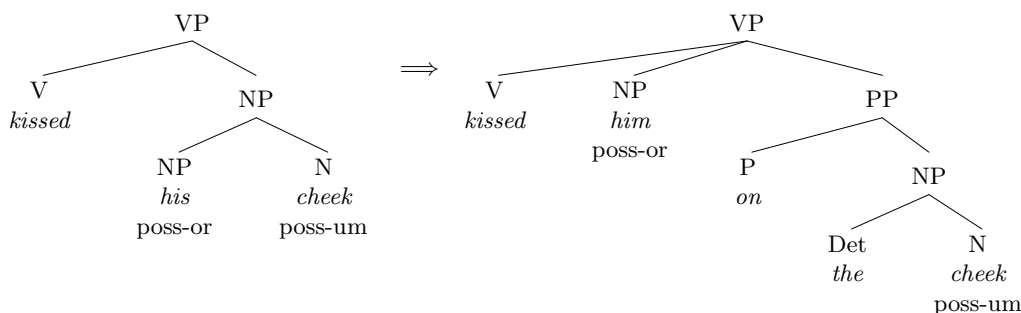 VP
V
kissed
NP
NP
his
poss-or
N
cheek
poss-um
⟹
VP
V
kissed
NP
him
poss-or
PP
P
on
NP
Det
the
N
cheek
poss-um